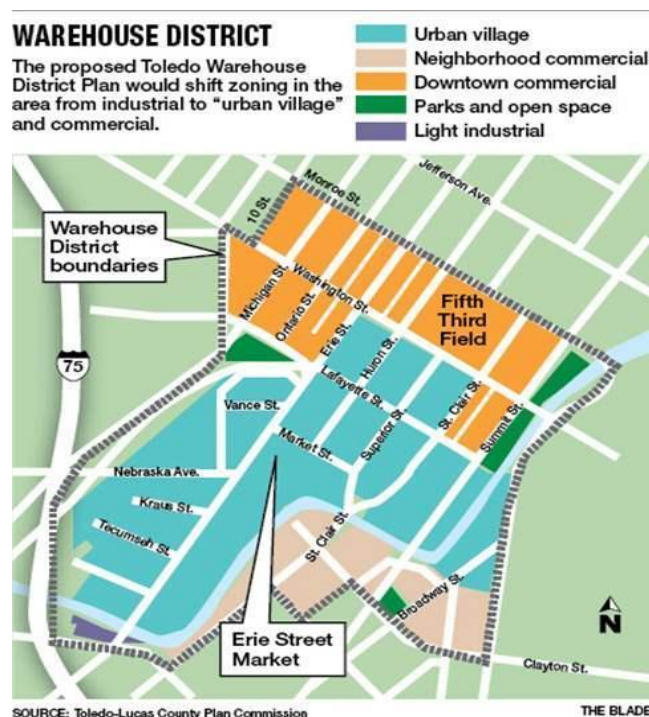 WAREHOUSE DISTRICT
The proposed Toledo Warehouse
District Plan would shift zoning in the
area from industrial to “urban village”
and commercial.
Urban village
Neighborhood commercial
Downtown commercial
Parks and open space
Light industrial
Jefferson Ave.
Monroe St.
10 St.
Warehouse
District
boundaries
Washington St.
Michigan St.
Ontario St.
Erie St.
Huron St.
Fifth
Third
Field
75
Lafayette St.
St. Clair St.
Summit St.
Superior St.
Vance St.
Market St.
Nebraska Ave.
Kraus St.
Tecumseh St.
St. Clair St.
Broadway St.
Erie Street
Market
N
Clayton St.
SOURCE: Toledo-Lucas County Plan Commission
THE BLADE